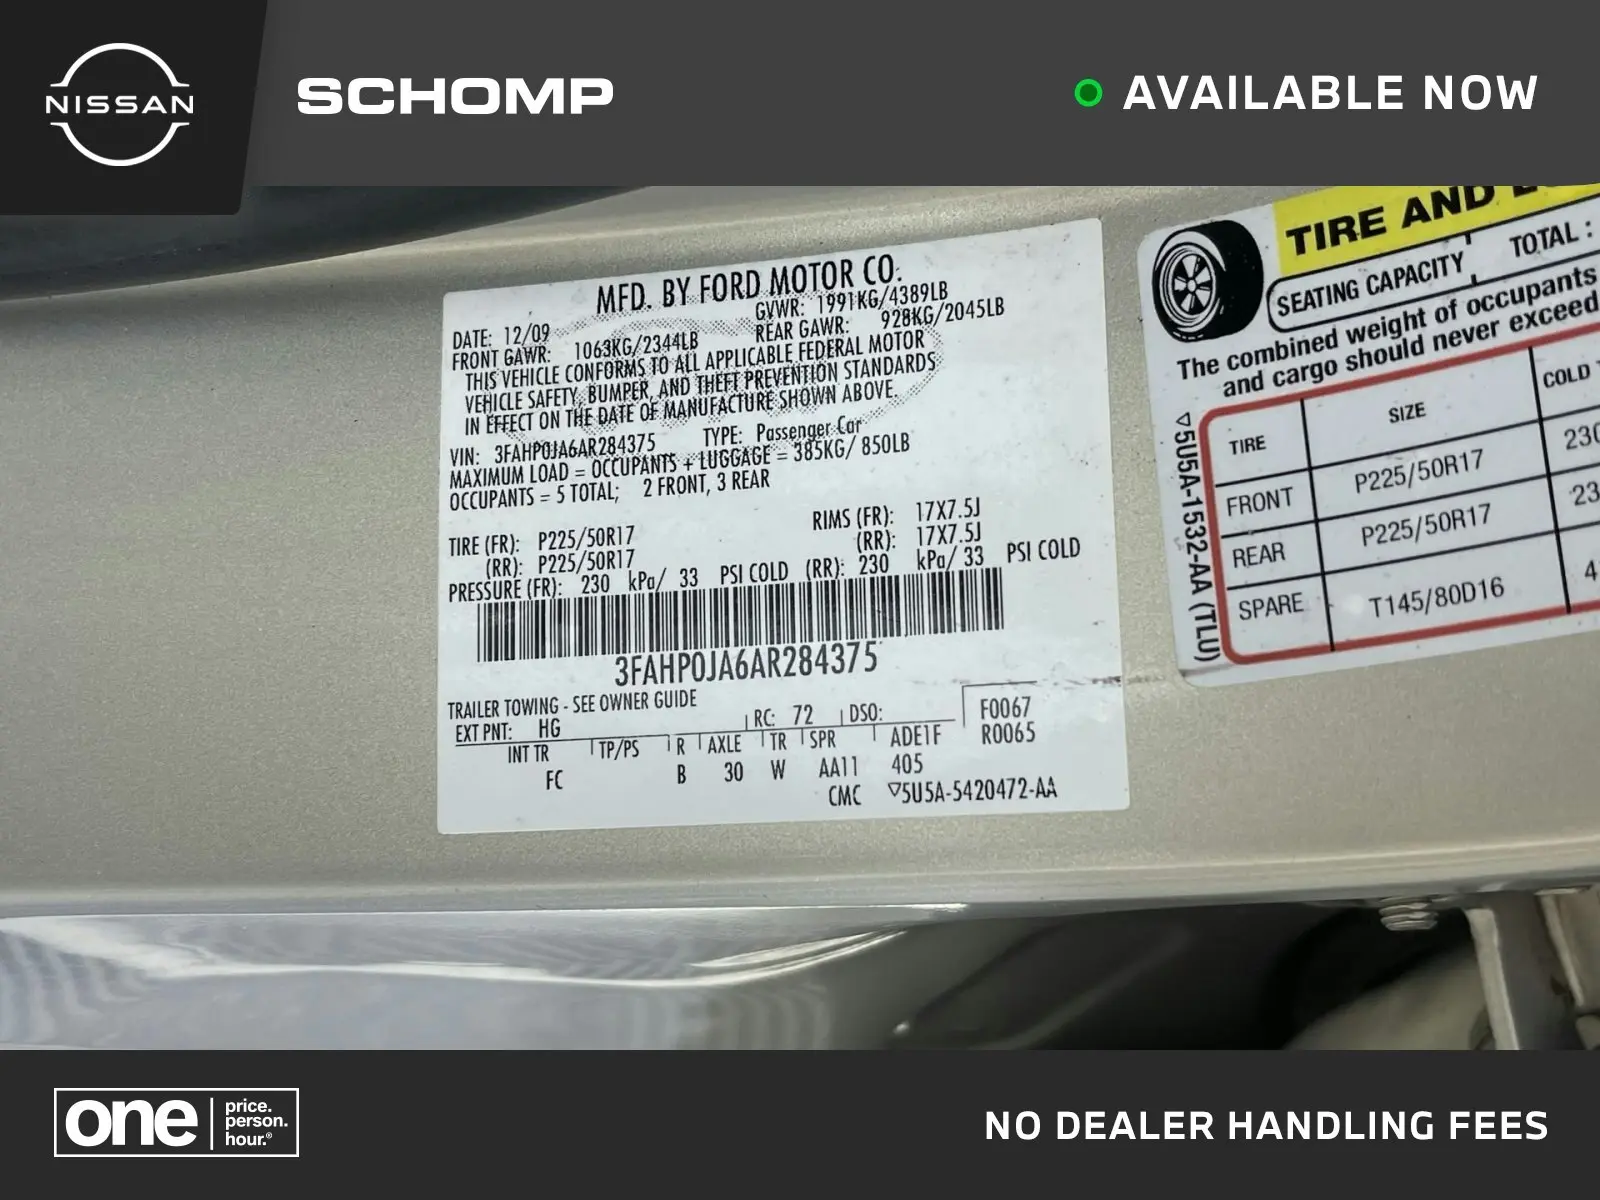 NISSAN
SCHOMP
AVAILABLE NOW
MFD. BY FORD MOTOR CO.
DATE: 12/09 GVWR: 1991KG/4389LB
FRONT GAWR: 1063KG/2344LB REAR GAWR: 928KG/2045LB
THIS VEHICLE CONFORMS TO ALL APPLICABLE FEDERAL MOTOR
VEHICLE SAFETY, BUMPER, AND THEFT PREVENTION STANDARDS
IN EFFECT ON THE DATE OF MANUFACTURE SHOWN ABOVE.
VIN: 3FAHP0JA6AR284375 TYPE: Passenger Car
MAXIMUM LOAD = OCCUPANTS + LUGGAGE = 385KG/ 850LB
OCCUPANTS = 5 TOTAL; 2 FRONT, 3 REAR
TIRE (FR): P225/50R17 RIMS (FR): 17X7.5J
(RR): P225/50R17 (RR): 17X7.5J
PRESSURE (FR): 230 kPa/ 33 PSI COLD (RR): 230 kPa/ 33 PSI COLD
3FAHP0JA6AR284375
TRAILER TOWING - SEE OWNER GUIDE
EXT PNT: HG RC: 72 DSO: F0067
INT TR TP/PS R AXLE TR SPR ADE1F R0065
FC B 30 W AA11 405
CMC ▽5U5A-5420472-AA
TIRE AND
SEATING CAPACITY TOTAL :
The combined weight of occupants
and cargo should never exceed
TIRE SIZE COLD
FRONT P225/50R17 230
REAR P225/50R17 23
SPARE T145/80D16 4
▽5U5A-1532-AA (TLU)
one price. person. hour.®
NO DEALER HANDLING FEES